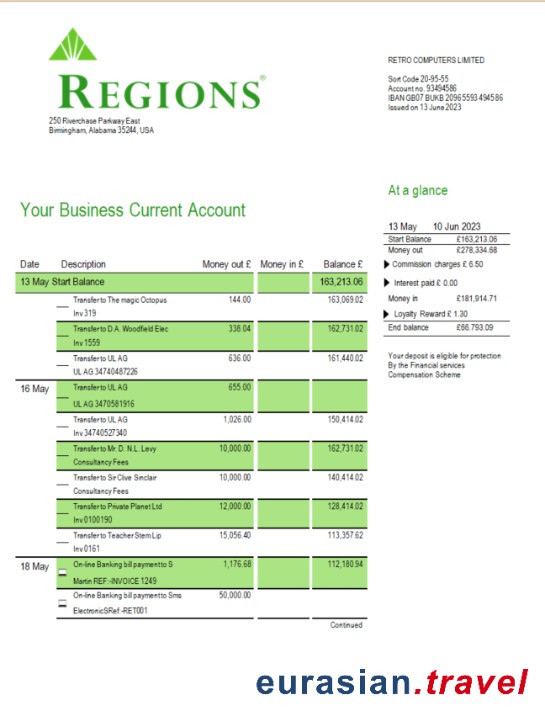 REGIONS®
250 Riverchase Parkway East
Birmingham, Alabama 35244, USA
RETRO COMPUTERS LIMITED
Sort Code 20-95-55
Account no. 93494586
IBAN GB07 BUKB 20965593 494586
Issued on 13 June 2023
Your Business Current Account
At a glance
13 May 10 Jun 2023
Start Balance £163,213.06
Money out £278,334.68
Commission charges £ 6.50
Interest paid £ 0.00
Money in £181,914.71
Loyalty Reward £ 1.30
End balance £66.793.09
Your deposit is eligible for protection
By the Financial services
Compensation Scheme
Date Description Money out £ Money in £ Balance £
13 May Start Balance 163,213.06
Transfer to The magic Octopus 144.00 163,069.02
Inv 319
Transfer to D.A. Woodfield Elec 338.04 162,731.02
Inv 1559
Transfer to UL AG 636.00 161,440.02
UL AG 34740487226
16 May Transfer to UL AG 655.00
UL AG 3470581916
Transfer to UL AG 1,026.00 150,414.02
Inv 34740527340
Transfer to Mr. D. N.L. Levy 10,000.00 162,731.02
Consultancy Fees
Transfer to Sir Clive Sinclair 10,000.00 140,414.02
Consultancy Fees
Transfer to Private Planet Ltd 12,000.00 128,414.02
Inv 0100190
Transfer to Teacher Stem Lip 15,056.40 113,357.62
Inv 0161
18 May On-line Banking bill payment to S 1,176.68 112,180.94
Martin REF:-INVOICE 1249
On-line Banking bill payment to Sms 50,000.00
ElectronicSRef:-RET001
Continued
eurasian.travel